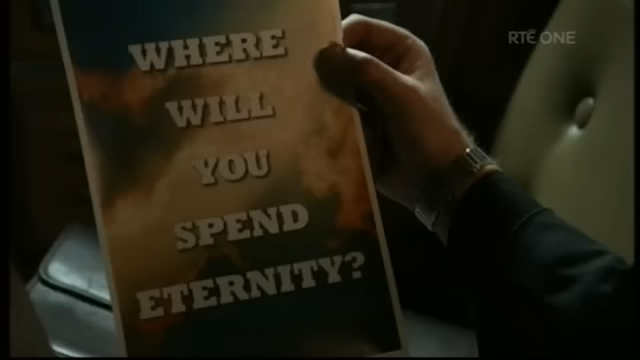 RTÉ ONE
WHERE
WILL
YOU
SPEND
ETERNITY?